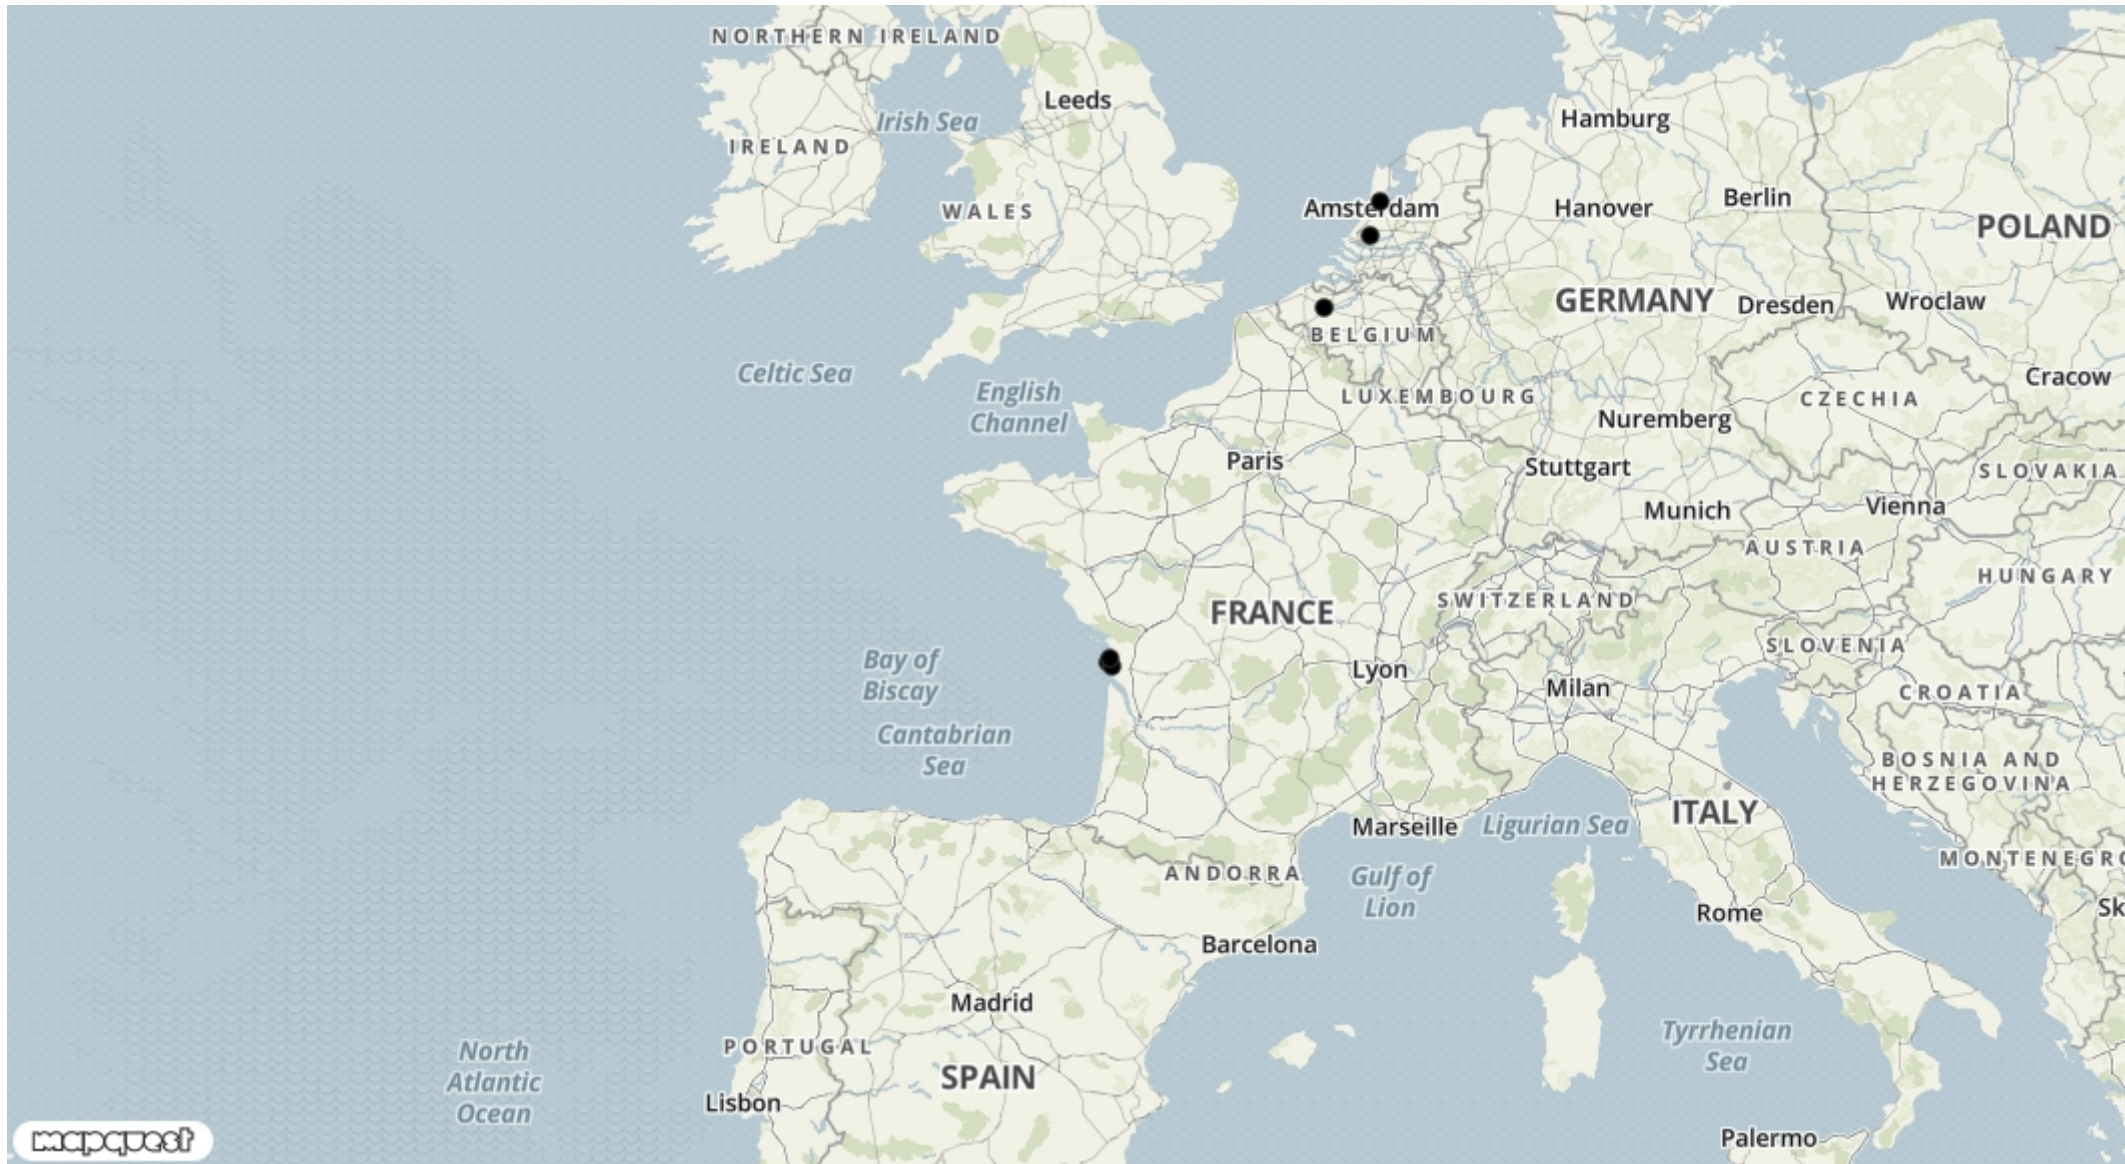 NORTHERN IRELAND
Leeds
Irish Sea
Hamburg
IRELAND
Amsterdam
Hanover
Berlin
WALES
POLAND
GERMANY
Dresden
Wroclaw
BELGIUM
Celtic Sea
English
Channel
LUXEMBOURG
Cracow
CZECHIA
Nuremberg
Paris
Stuttgart
SLOVAKIA
Munich
Vienna
AUSTRIA
HUNGARY
FRANCE
SWITZERLAND
SLOVENIA
Bay of
Biscay
Lyon
Milan
CROATIA
Cantabrian
Sea
BOSNIA AND
HERZEGOVINA
ITALY
Marseille
Ligurian Sea
MONTENEGRO
ANDORRA
Gulf of
Lion
Rome
Sk
Barcelona
Madrid
Tyrrhenian
Sea
PORTUGAL
North
Atlantic
Ocean
SPAIN
Lisbon
mapquest
Palermo